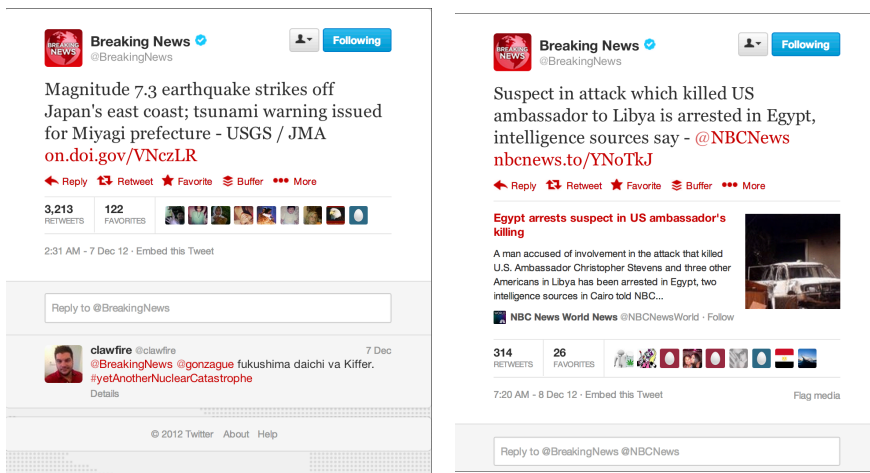 BREAKING
NEWS
Breaking News
@BreakingNews
Following
Magnitude 7.3 earthquake strikes off
Japan's east coast; tsunami warning issued
for Miyagi prefecture - USGS / JMA
on.doi.gov/VNczLR
Reply Retweet Favorite Buffer More
3,213
RETWEETS
122
FAVORITES
2:31 AM - 7 Dec 12 · Embed this Tweet
Reply to @BreakingNews
clawfire @clawfire 7 Dec
@BreakingNews @gonzague fukushima daichi va Kiffer.
#yetAnotherNuclearCatastrophe
Details
© 2012 Twitter About Help
BREAKING
NEWS
Breaking News
@BreakingNews
Following
Suspect in attack which killed US
ambassador to Libya is arrested in Egypt,
intelligence sources say - @NBCNews
nbcnews.to/YNoTkJ
Reply Retweet Favorite Buffer More
Egypt arrests suspect in US ambassador's
killing
A man accused of involvement in the attack that killed
U.S. Ambassador Christopher Stevens and three other
Americans in Libya has been arrested in Egypt, two
intelligence sources in Cairo told NBC...
NBC News World News @NBCNewsWorld · Follow
314
RETWEETS
26
FAVORITES
7:20 AM - 8 Dec 12 · Embed this Tweet
Flag media
Reply to @BreakingNews @NBCNews